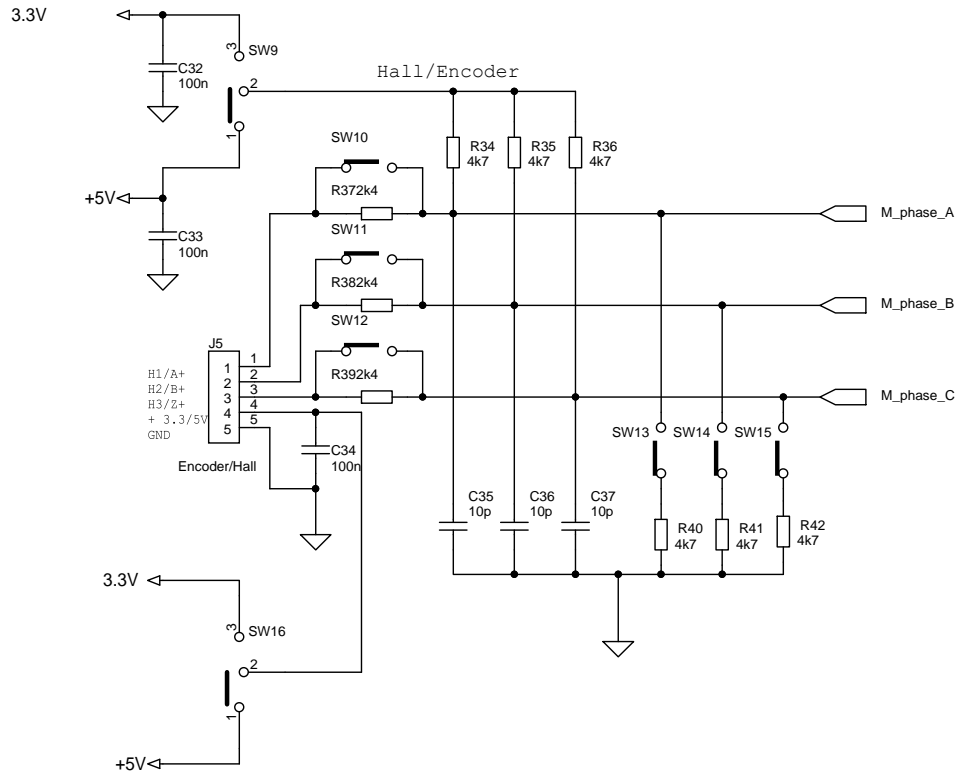 3.3V
3
SW9
C32
100n
2
Hall/Encoder
1
SW10
R34
4k7
R35
4k7
R36
4k7
R372k4
+5V
SW11
M_phase_A
C33
100n
R382k4
SW12
M_phase_B
J5
H1/A+
H2/B+
H3/Z+
+ 3.3/5V
GND
1
2
3
4
5
1
2
3
4
5
R392k4
M_phase_C
Encoder/Hall
C34
100n
SW13
SW14
SW15
C35
10p
C36
10p
C37
10p
R40
4k7
R41
4k7
R42
4k7
3.3V
3
SW16
2
1
+5V